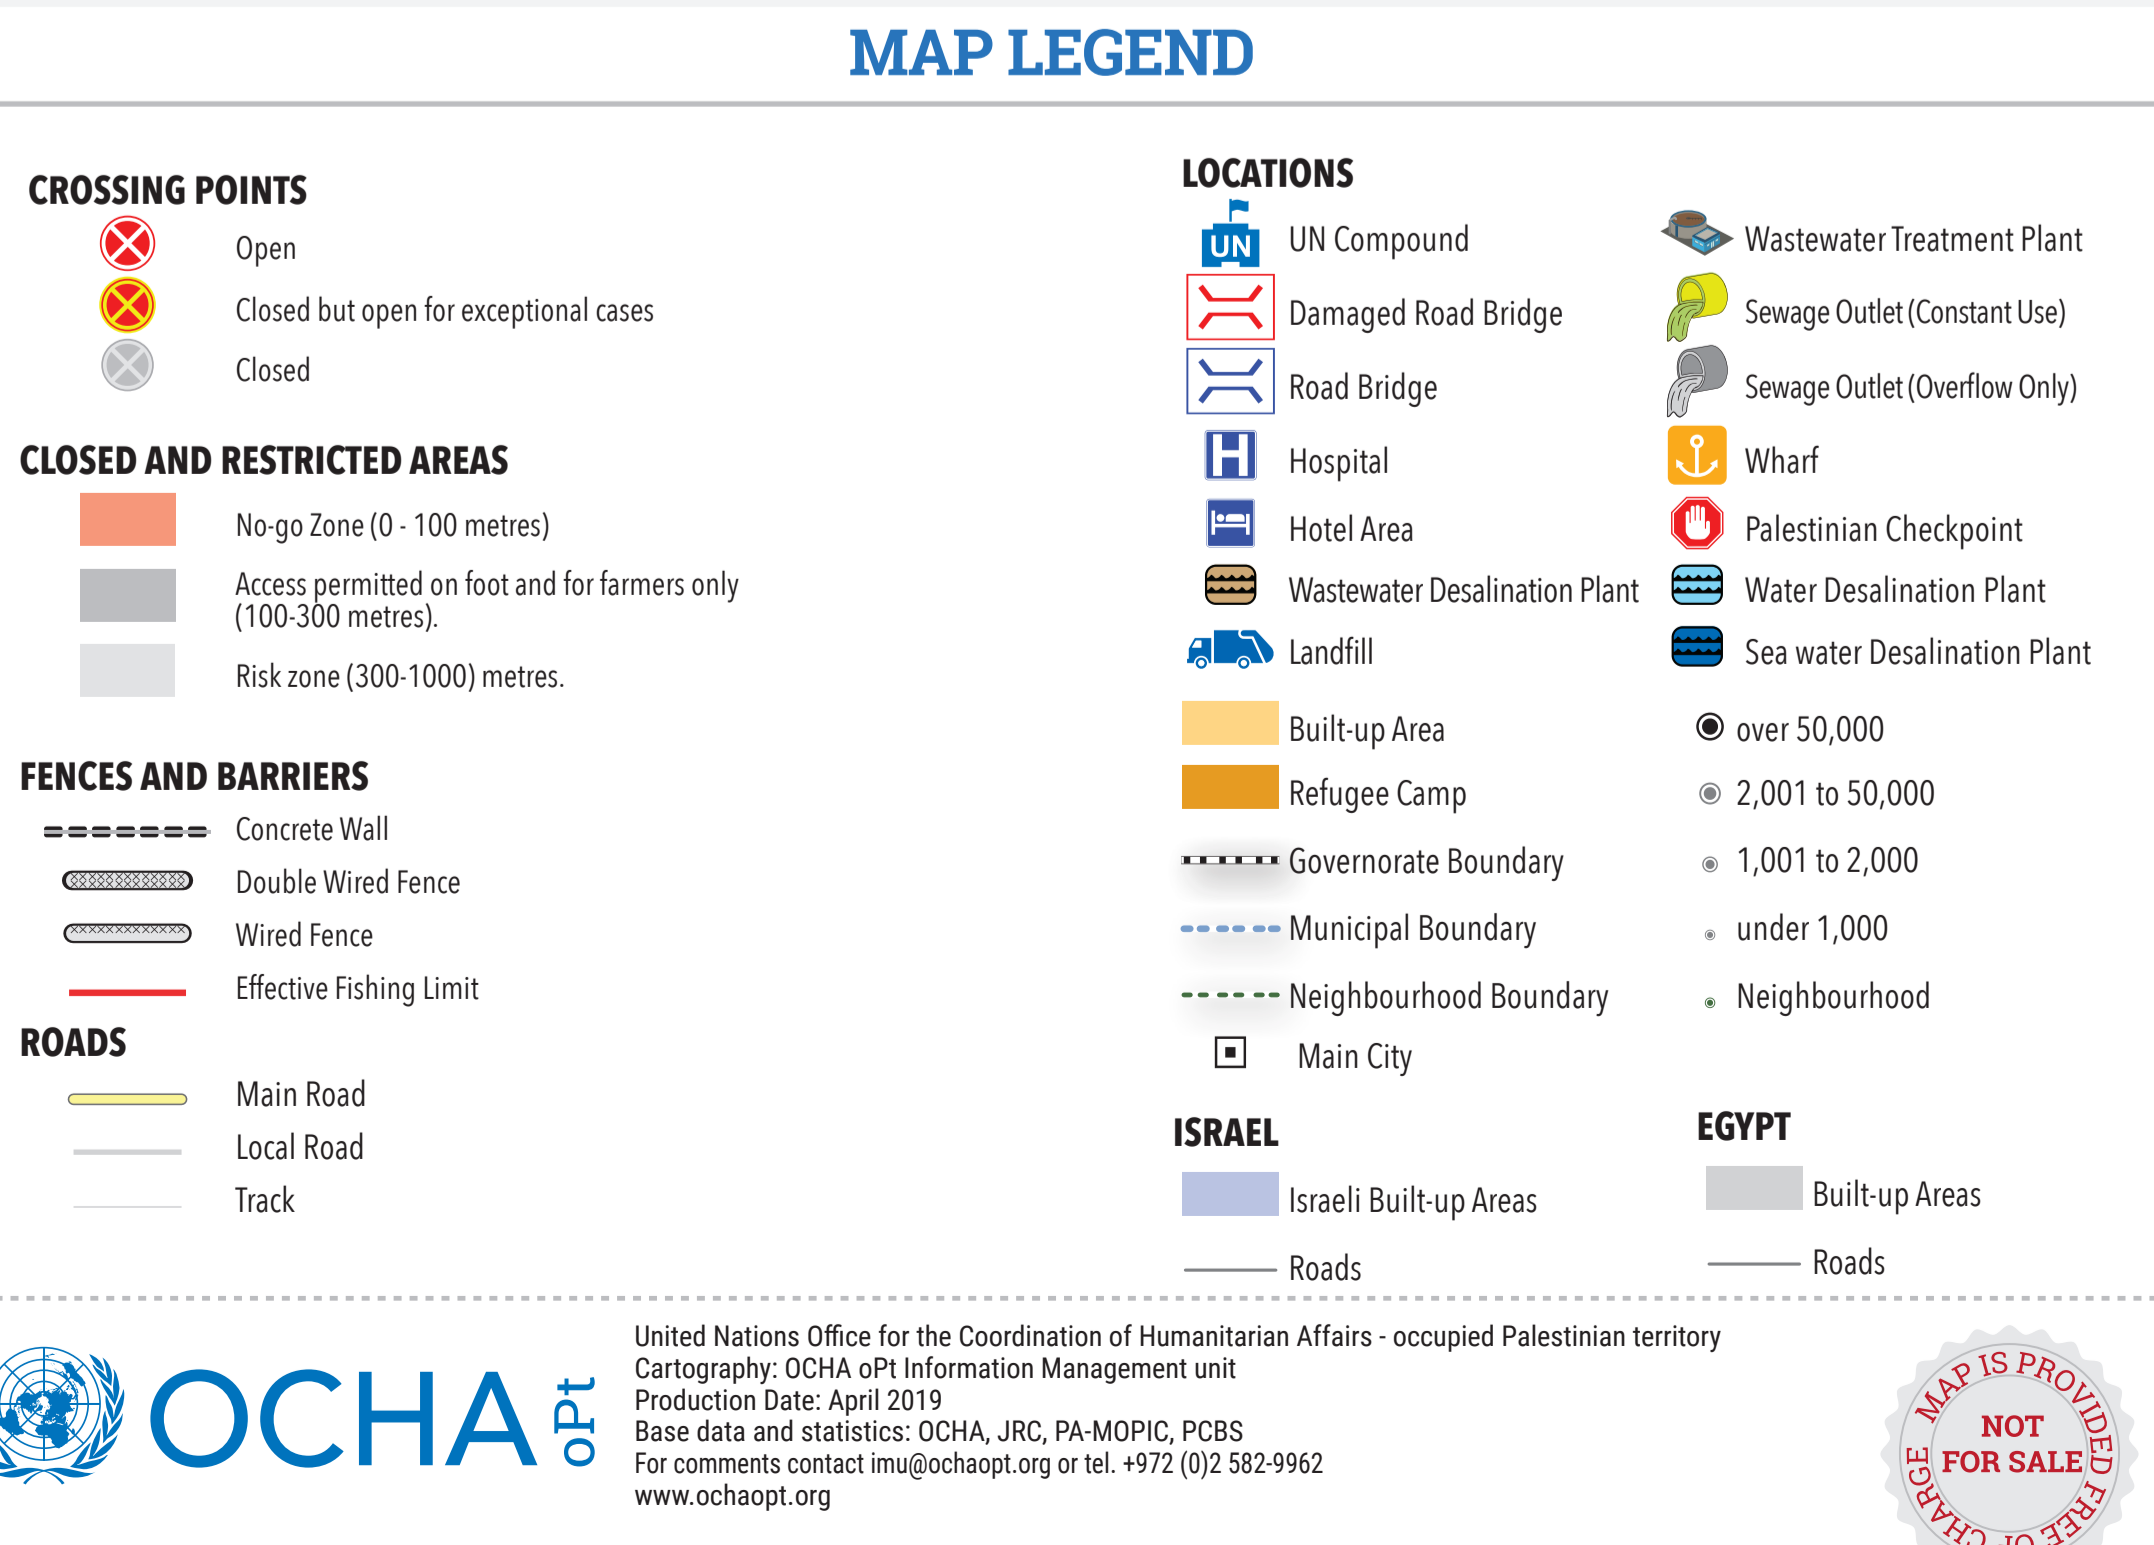 MAP LEGEND
CROSSING POINTS
Open
Closed but open for exceptional cases
Closed
CLOSED AND RESTRICTED AREAS
No-go Zone (0 - 100 metres)
Access permitted on foot and for farmers only
(100-300 metres).
Risk zone (300-1000) metres.
FENCES AND BARRIERS
Concrete Wall
Double Wired Fence
Wired Fence
Effective Fishing Limit
ROADS
Main Road
Local Road
Track
LOCATIONS
UN
UN Compound
Damaged Road Bridge
Road Bridge
H
Hospital
Hotel Area
Wastewater Desalination Plant
Landfill
Built-up Area
Refugee Camp
Governorate Boundary
Municipal Boundary
Neighbourhood Boundary
Main City
Wastewater Treatment Plant
Sewage Outlet (Constant Use)
Sewage Outlet (Overflow Only)
Wharf
Palestinian Checkpoint
Water Desalination Plant
Sea water Desalination Plant
over 50,000
2,001 to 50,000
1,001 to 2,000
under 1,000
Neighbourhood
ISRAEL
Israeli Built-up Areas
Roads
EGYPT
Built-up Areas
Roads
OCHA oPt
United Nations Office for the Coordination of Humanitarian Affairs - occupied Palestinian territory
Cartography: OCHA oPt Information Management unit
Production Date: April 2019
Base data and statistics: OCHA, JRC, PA-MOPIC, PCBS
For comments contact imu@ochaopt.org or tel. +972 (0)2 582-9962
www.ochaopt.org
MAP IS PROVIDED FREE OF CHARGE
NOT
FOR SALE